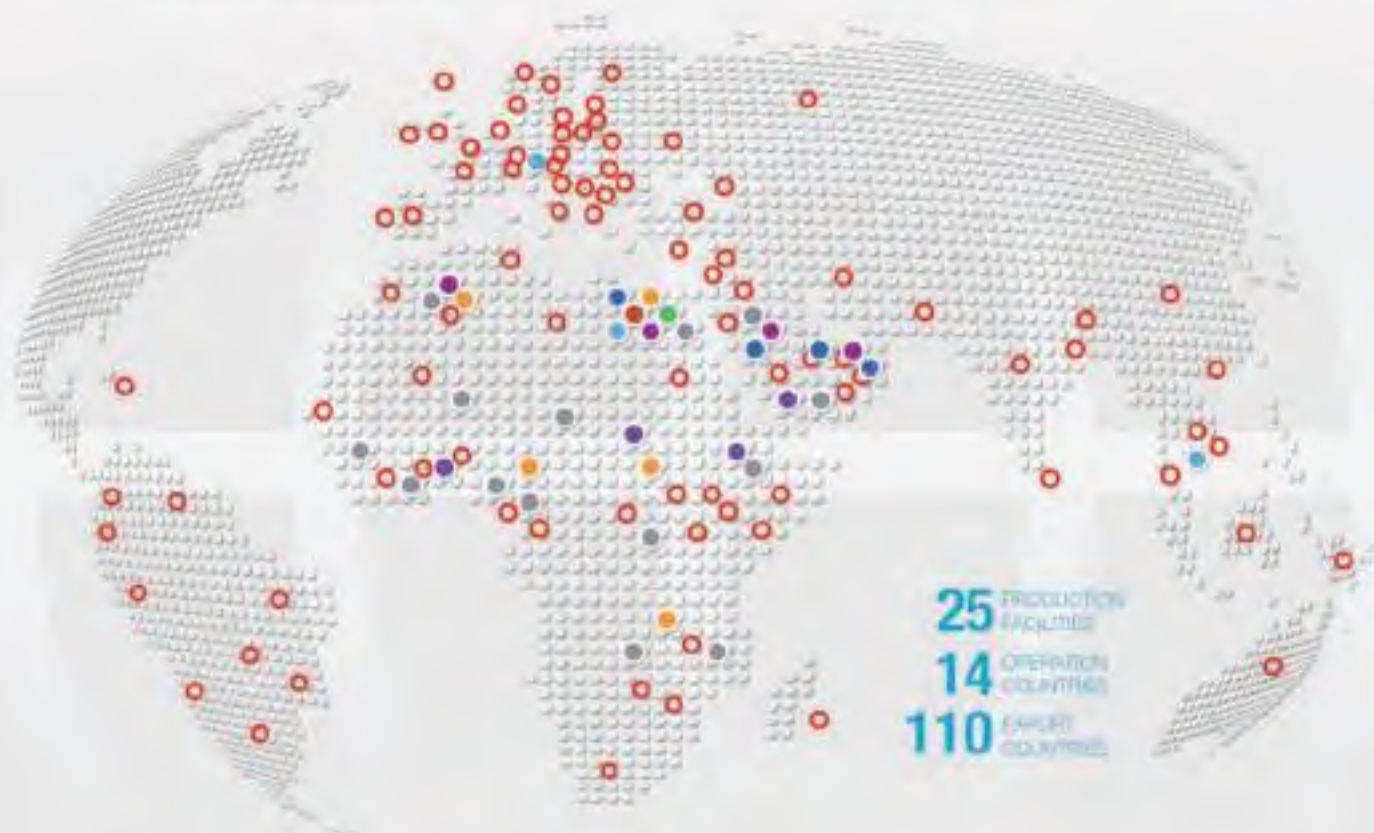 25 PRODUCTION
FACILITIES
14 OPERATION
COUNTRIES
110 EXPORT
COUNTRIES